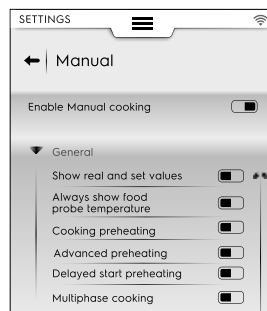 SETTINGS
Manual
Enable Manual cooking
General
Show real and set values
Always show food
probe temperature
Cooking preheating
Advanced preheating
Delayed start preheating
Multiphase cooking